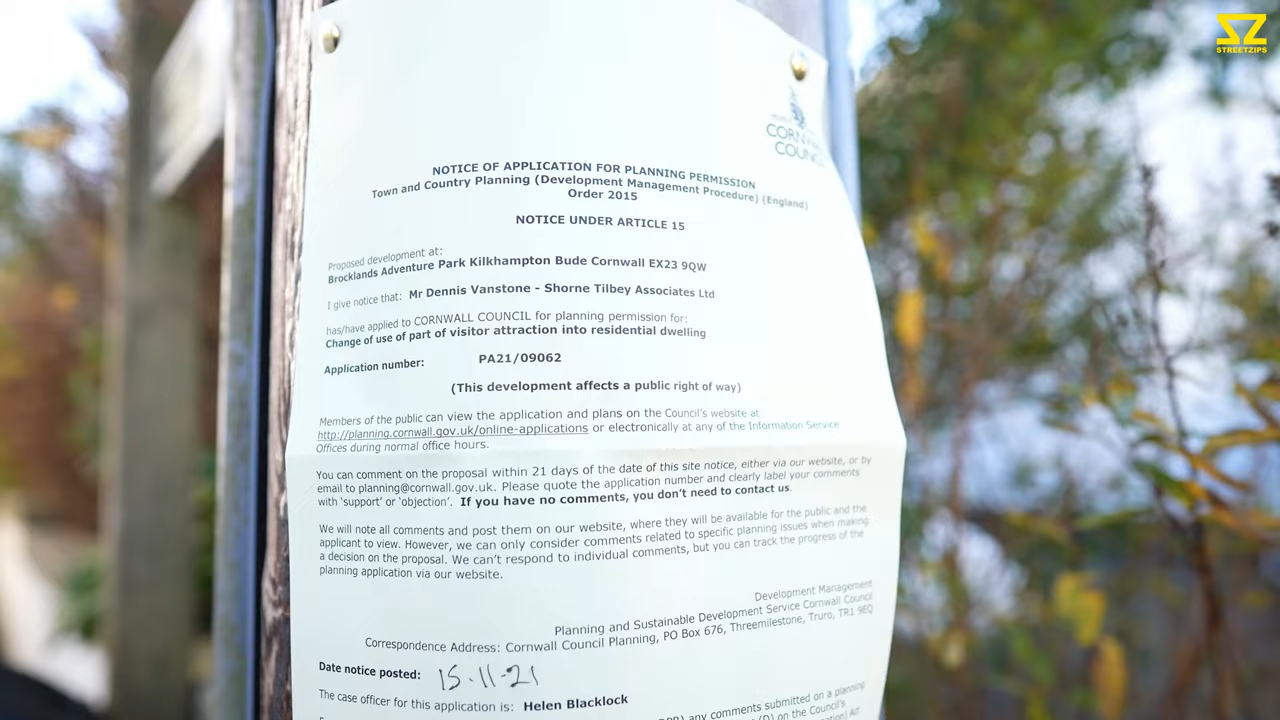 SZ
STREETZIPS
CORNWALL
COUNCIL
NOTICE OF APPLICATION FOR PLANNING PERMISSION
Town and Country Planning (Development Management Procedure) (England)
Order 2015
NOTICE UNDER ARTICLE 15
Proposed development at:
Brocklands Adventure Park Kilkhampton Bude Cornwall EX23 9QW
I give notice that: Mr Dennis Vanstone - Shorne Tilbey Associates Ltd
has/have applied to CORNWALL COUNCIL for planning permission for:
Change of use of part of visitor attraction into residential dwelling
Application number: PA21/09062
(This development affects a public right of way)
Members of the public can view the application and plans on the Council's website at
http://planning.cornwall.gov.uk/online-applications or electronically at any of the Information Service
Offices during normal office hours.
You can comment on the proposal within 21 days of the date of this site notice, either via our website, or by
email to planning@cornwall.gov.uk. Please quote the application number and clearly label your comments
with 'support' or 'objection'. If you have no comments, you don't need to contact us.
We will note all comments and post them on our website, where they will be available for the public and the
applicant to view. However, we can only consider comments related to specific planning issues when making
a decision on the proposal. We can't respond to individual comments, but you can track the progress of the
planning application via our website.
Development Management
Planning and Sustainable Development Service Cornwall Council
Correspondence Address: Cornwall Council Planning, PO Box 676, Threemilestone, Truro, TR1 9EQ
Date notice posted: 15-11-21
The case officer for this application is: Helen Blacklock
any comments submitted on a planning
on the Council's
Act